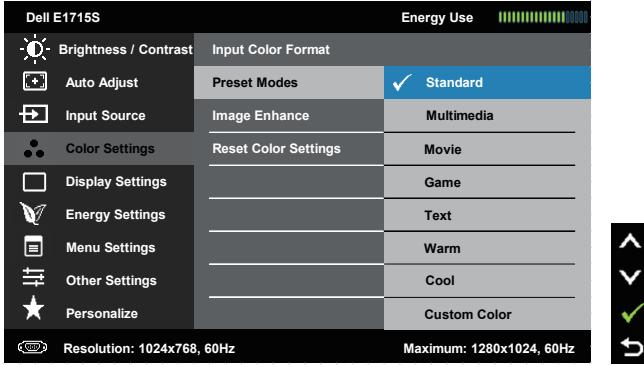 Dell E1715S Energy Use
Brightness / Contrast Input Color Format
Auto Adjust Preset Modes Standard
Input Source Image Enhance Multimedia
Color Settings Reset Color Settings Movie
Display Settings Game
Energy Settings Text
Menu Settings Warm
Other Settings Cool
Personalize Custom Color
Resolution: 1024x768, 60Hz Maximum: 1280x1024, 60Hz